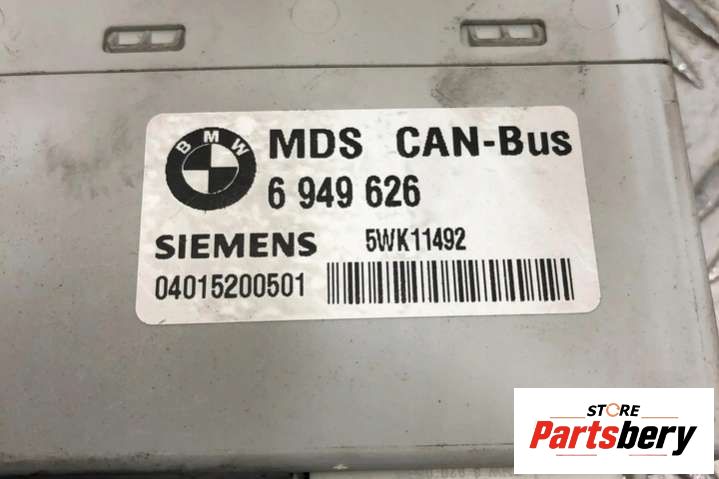 BMW
MDS CAN-Bus
6 949 626
SIEMENS 5WK11492
04015200501
STORE
Partsbery